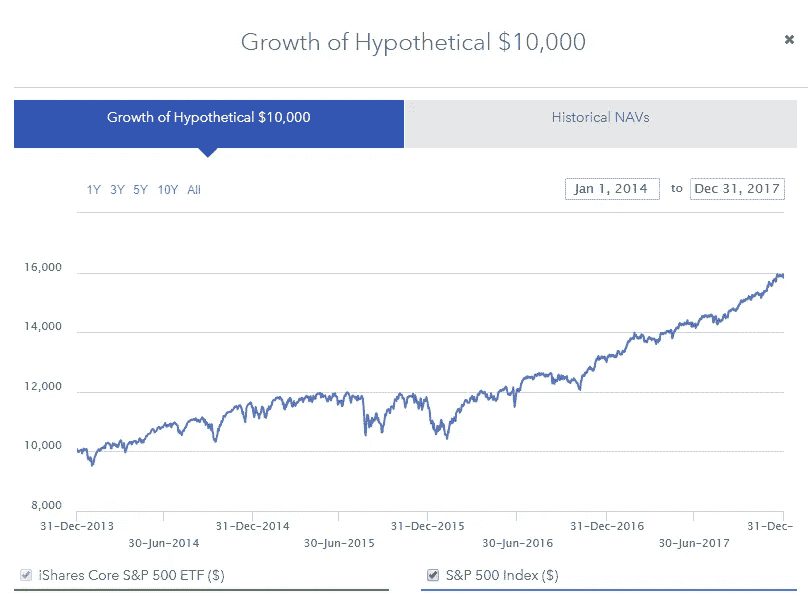 Growth of Hypothetical $10,000
✖
Growth of Hypothetical $10,000 Historical NAVs
1Y 3Y 5Y 10Y All Jan 1, 2014 to Dec 31, 2017
16,000
14,000
12,000
10,000
8,000
31-Dec-2013 31-Dec-2014 31-Dec-2015 31-Dec-2016 31-Dec-
30-Jun-2014 30-Jun-2015 30-Jun-2016 30-Jun-2017
iShares Core S&P 500 ETF ($) S&P 500 Index ($)